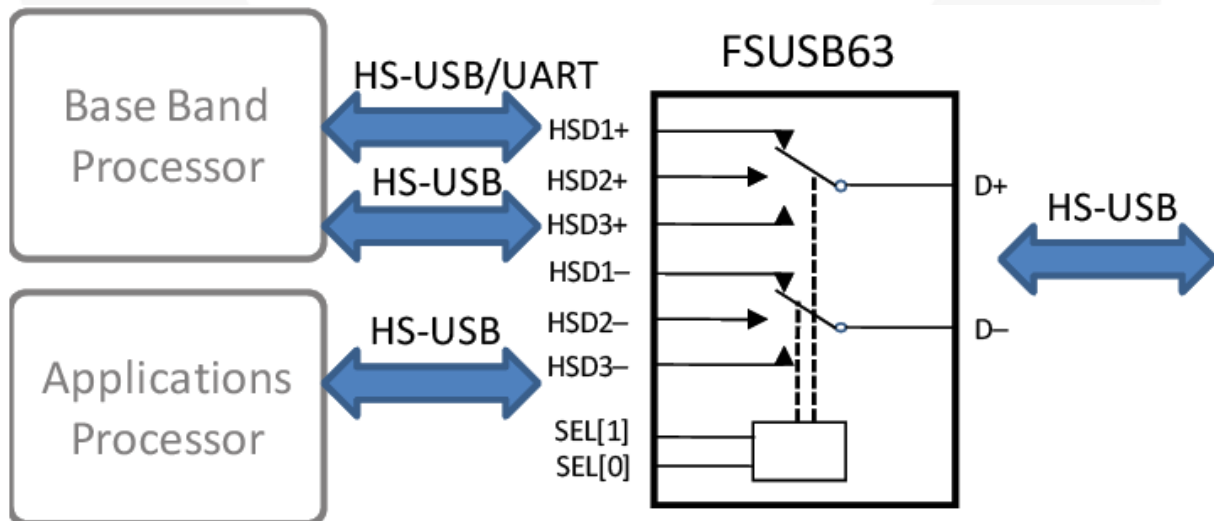 Base Band
Processor
HS-USB/UART
HS-USB
Applications
Processor
HS-USB
FSUSB63
HSD1+
HSD2+
HSD3+
HSD1–
HSD2–
HSD3–
SEL[1]
SEL[0]
D+
D–
HS-USB